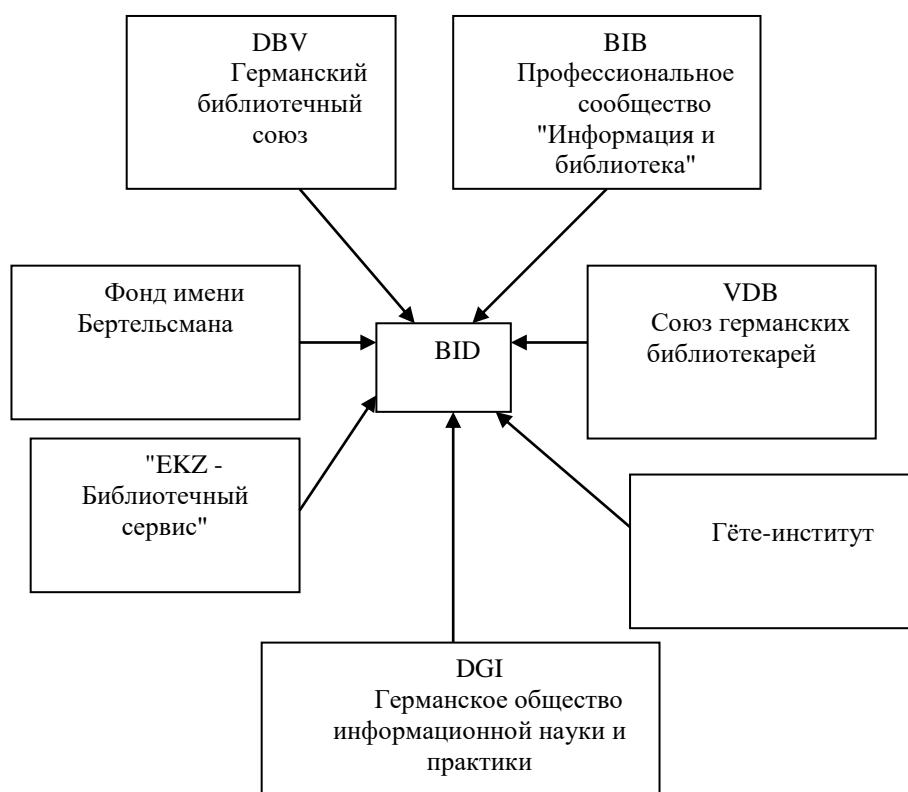 DBV
Германский
библиотечный
союз
BIB
Профессиональное
сообщество
"Информация и
библиотека"
Фонд имени
Бертельсмана
BID
VDB
Союз германских
библиотекарей
"EKZ -
Библиотечный
сервис"
Гёте-институт
DGI
Германское общество
информационной науки и
практики